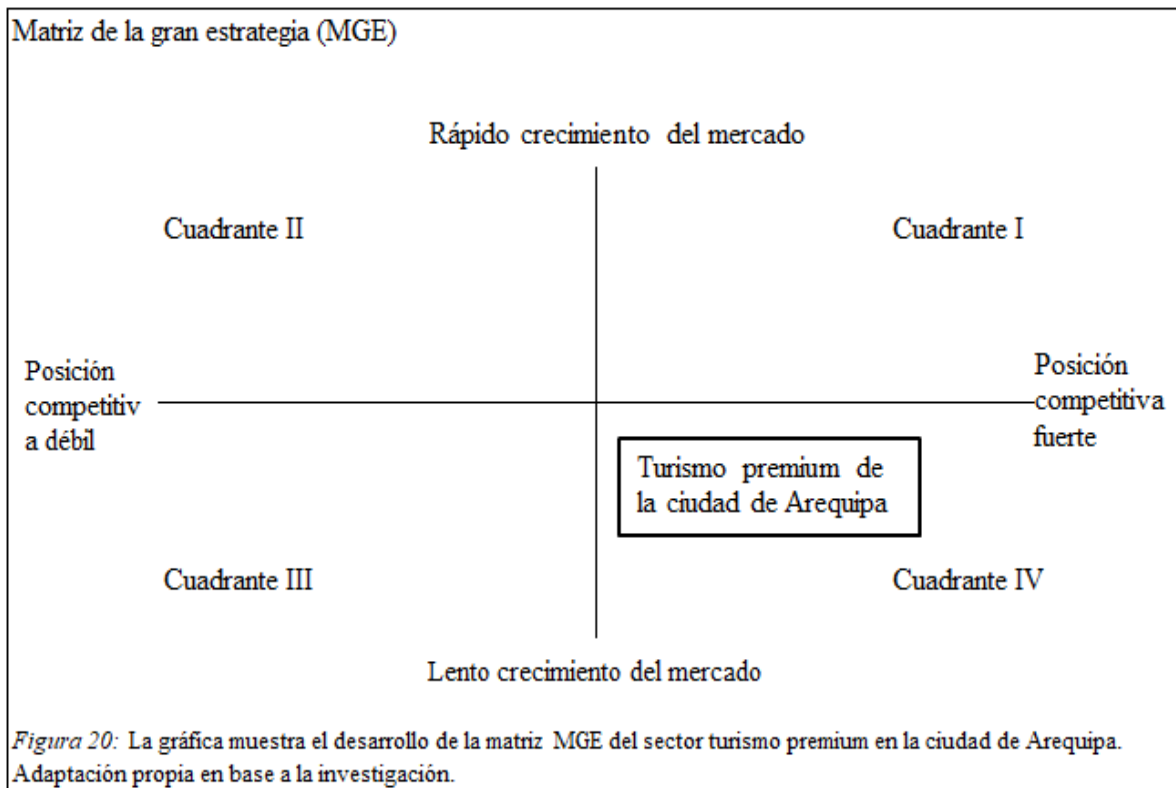 Matriz de la gran estrategia (MGE)
Rápido crecimiento del mercado
Cuadrante II
Cuadrante I
Posición
competitiv
a débil
Posición
competitiva
fuerte
Turismo premium de
la ciudad de Arequipa
Cuadrante III
Cuadrante IV
Lento crecimiento del mercado
Figura 20: La gráfica muestra el desarrollo de la matriz MGE del sector turismo premium en la ciudad de Arequipa.
Adaptación propia en base a la investigación.